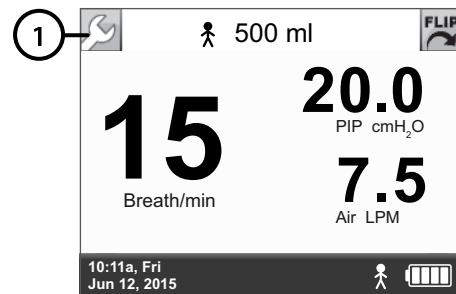 1
500 ml
FLIP
15
Breath/min
20.0
PIP cmH₂O
7.5
Air LPM
10:11a, Fri
Jun 12, 2015